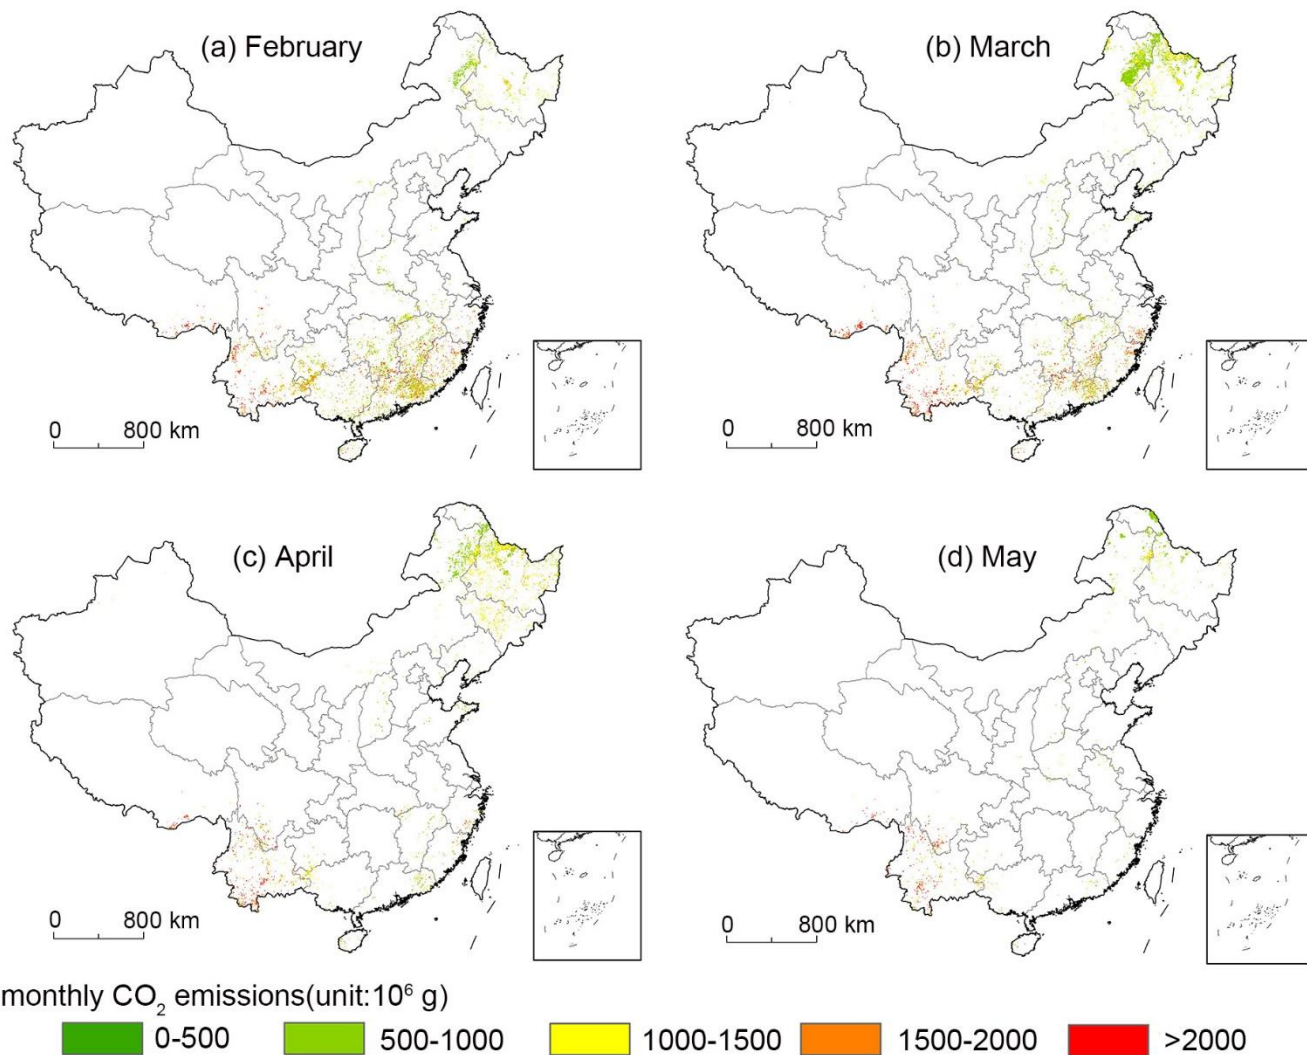 (a) February
(b) March
0 800 km
0 800 km
(c) April
(d) May
0 800 km
0 800 km
monthly CO₂ emissions(unit:10⁶ g)
0-500 500-1000 1000-1500 1500-2000 >2000